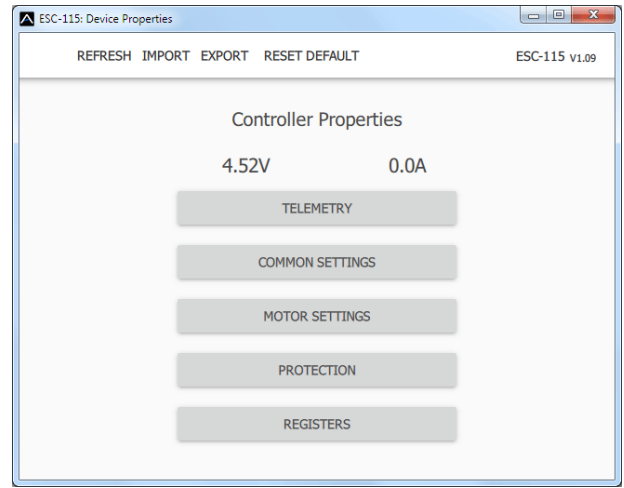 ESC-115: Device Properties
REFRESH IMPORT EXPORT RESET DEFAULT ESC-115 V1.09
Controller Properties
4.52V 0.0A
TELEMETRY
COMMON SETTINGS
MOTOR SETTINGS
PROTECTION
REGISTERS